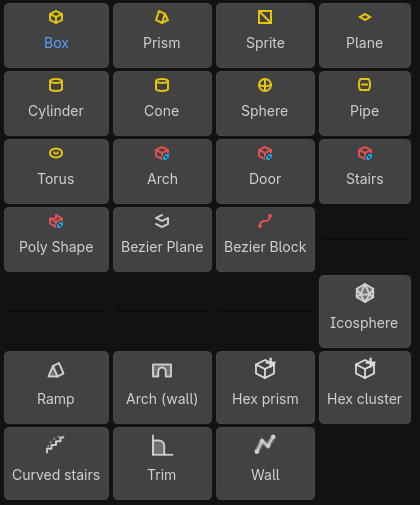 Box
Prism
Sprite
Plane
Cylinder
Cone
Sphere
Pipe
Torus
Arch
Door
Stairs
Poly Shape
Bezier Plane
Bezier Block
Icosphere
Ramp
Arch (wall)
Hex prism
Hex cluster
Curved stairs
Trim
Wall